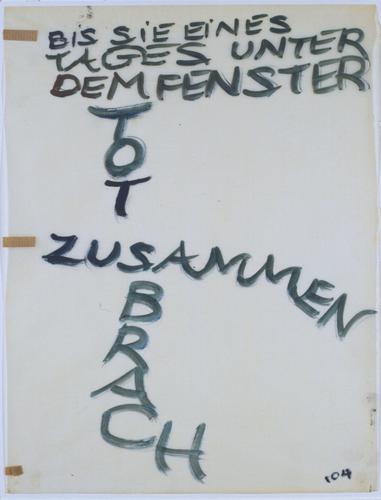 BIS SIE EINES
TAGES UNTER
DEM FENSTER
TOT
ZUSAMMEN
BRACH
104